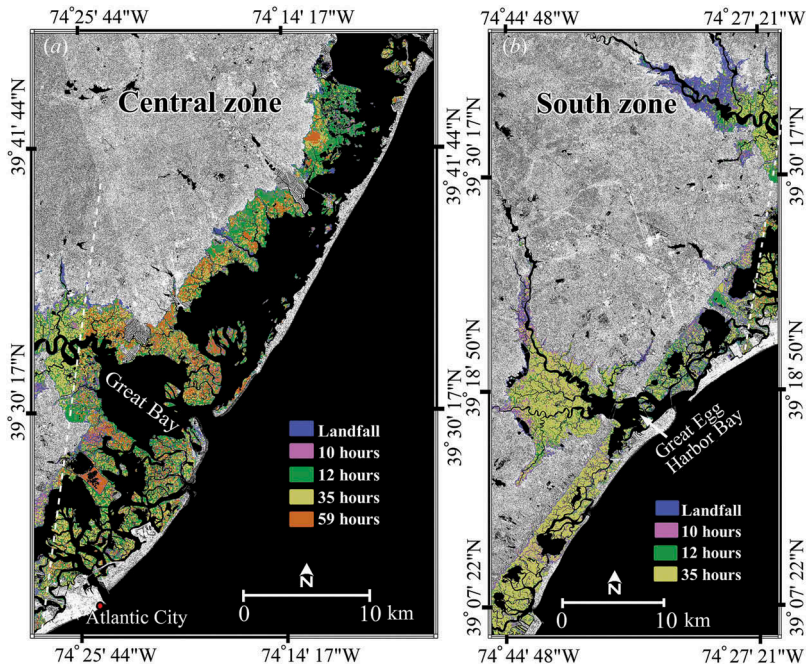 74 °25' 44"W
74 °14' 17"W
(a)
Central zone
39 °41' 44"N
39 °41' 44"N
39 °30' 17"N
39 °30' 17"N
Great Bay
Landfall
10 hours
12 hours
35 hours
59 hours
N
0
10 km
Atlantic City
74 °25' 44"W
74 °14' 17"W
74 °44' 48"W
74 °27' 21"W
(b)
South zone
39 °30' 17"N
39 °30' 17"N
39 °18' 50"N
39 °18' 50"N
Great Egg
Harbor Bay
Landfall
10 hours
12 hours
35 hours
N
0
10 km
39 °07' 22"N
39 °07' 22"N
74 °44' 48"W
74 °27' 21"W